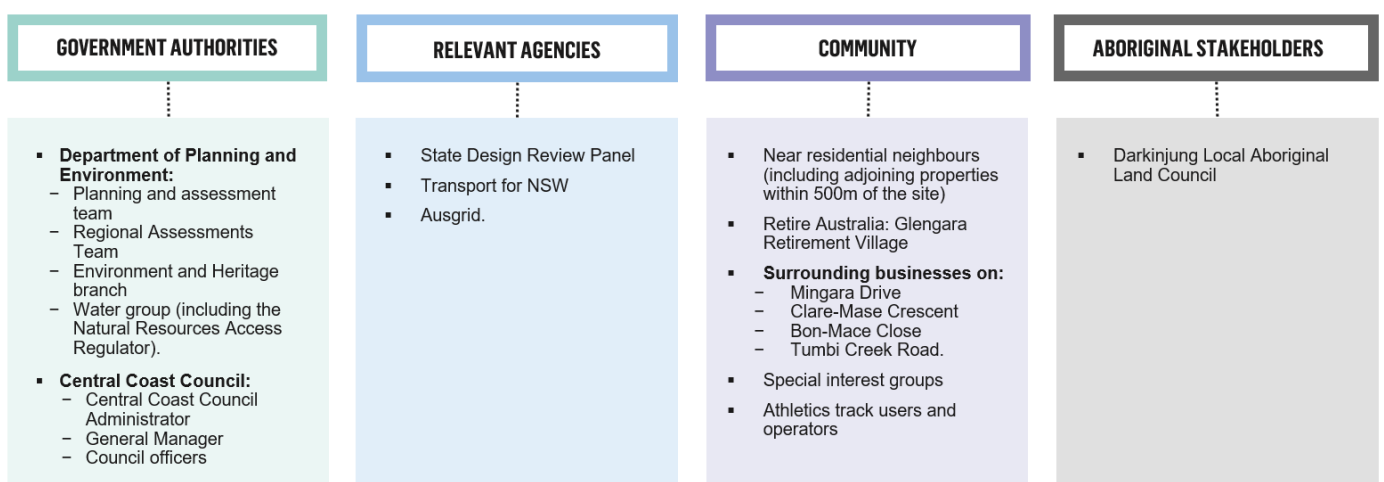 GOVERNMENT AUTHORITIES
▪ Department of Planning and
Environment:
− Planning and assessment
team
− Regional Assessments
Team
− Environment and Heritage
branch
− Water group (including the
Natural Resources Access
Regulator).
▪ Central Coast Council:
− Central Coast Council
Administrator
− General Manager
− Council officers
RELEVANT AGENCIES
▪ State Design Review Panel
▪ Transport for NSW
▪ Ausgrid.
COMMUNITY
▪ Near residential neighbours
(including adjoining properties
within 500m of the site)
▪ Retire Australia: Glengara
Retirement Village
▪ Surrounding businesses on:
− Mingara Drive
− Clare-Mase Crescent
− Bon-Mace Close
− Tumbi Creek Road.
▪ Special interest groups
▪ Athletics track users and
operators
ABORIGINAL STAKEHOLDERS
▪ Darkinjung Local Aboriginal
Land Council